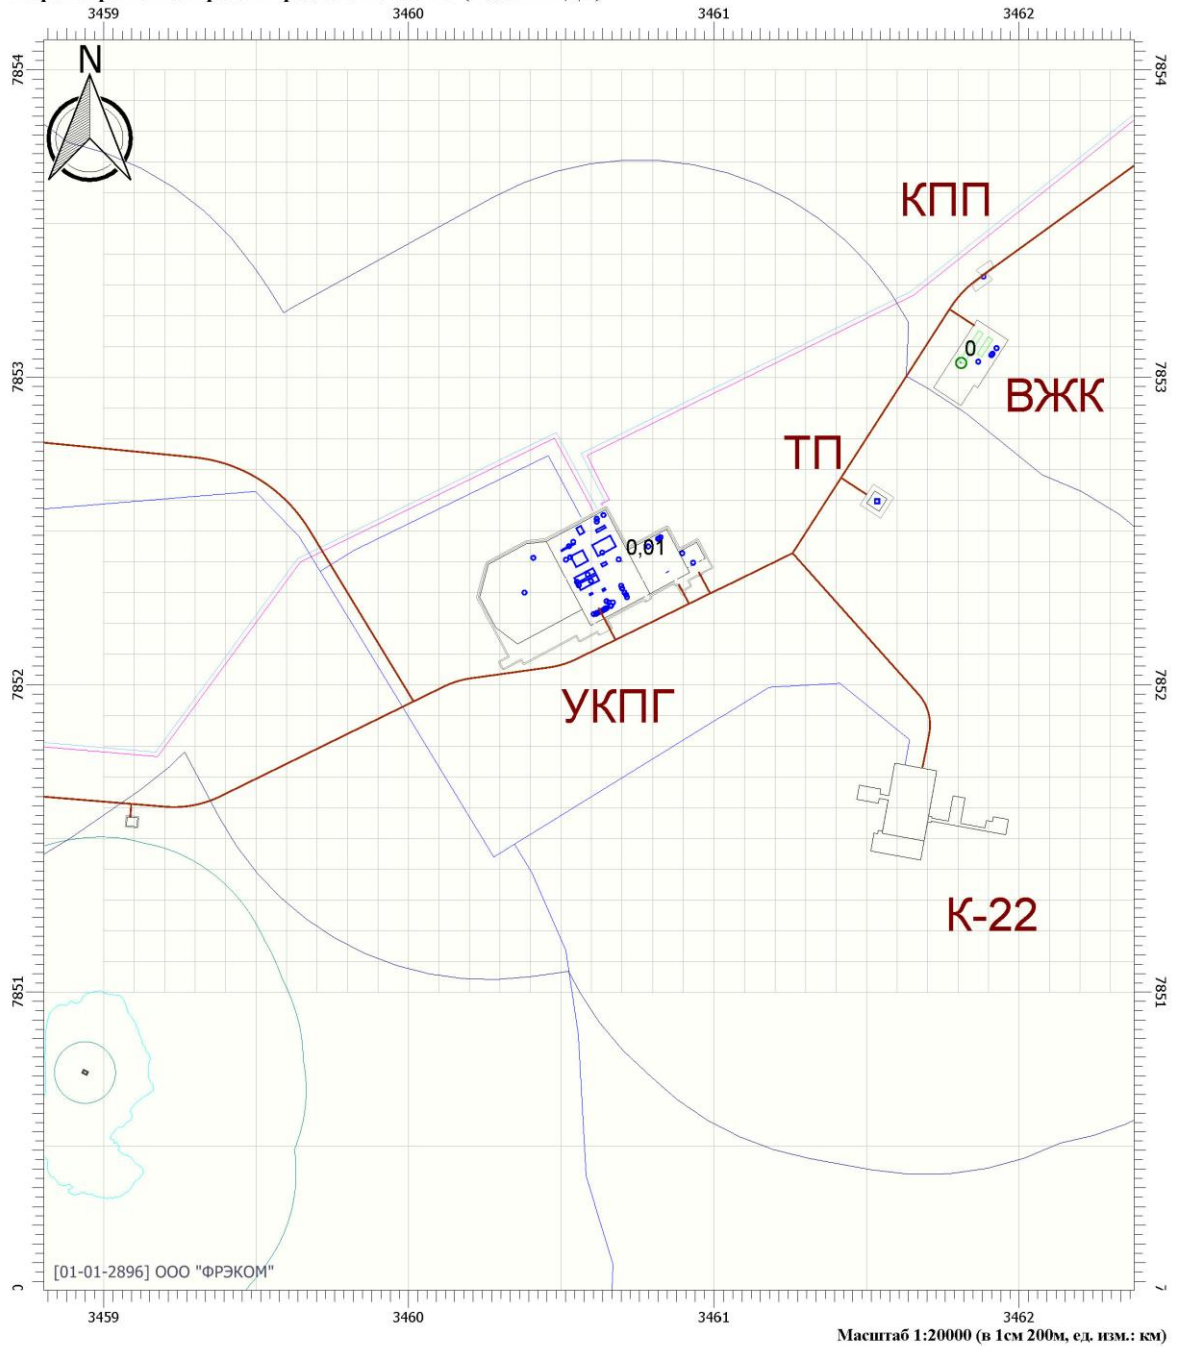 3459 3460 3461 3462
N
7854 7854
КПП
0
7853 7853
ВЖК
ТП
0,01
7852 7852
УКПГ
К-22
7851 7851
[01-01-2896] ООО "ФРЭКОМ"
3459 3460 3461 3462
Масштаб 1:20000 (в 1см 200м, ед. изм.: км)